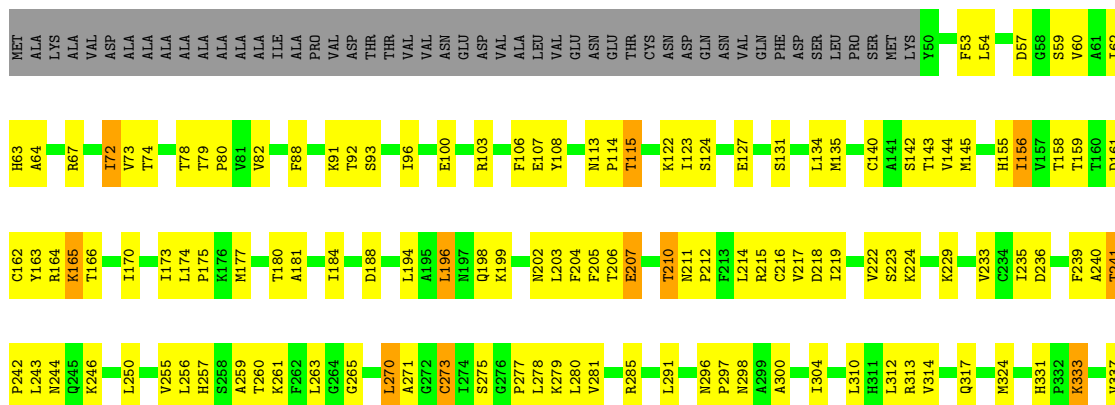 MET ALA LYS ALA VAL ASP ALA ALA ALA ALA ALA ALA ALA ALA ILE ALA PRO VAL ASP THR THR VAL VAL ASN GLU ASP VAL ALA LEU VAL GLU ASN GLU THR CYS ASN ASP GLN ASN VAL GLN PHE ASP SER LEU PRO SER MET LYS Y50 F53 L54 D57 G58 S59 V60 A61 I62
H63 A64 R67 I72 V73 T74 T78 T79 P80 V81 V82 F88 K91 T92 S93 I96 E100 R103 F106 E107 Y108 N113 P114 T115 K122 I123 S124 E127 S131 L134 M135 C140 A141 S142 T143 V144 M145 H155 I156 V157 T158 T159 T160
C162 Y163 R164 K165 T166 I170 I173 L174 P175 K176 M177 T180 A181 I184 D188 L194 A195 L196 N197 Q198 K199 N202 L203 F204 F205 T206 E207 T210 N211 P212 F213 L214 R215 C216 V217 D218 I219 V222 S223 K224 K229 V233 C234 I235 D236 F239 A240 T241
P242 L243 N244 Q245 K246 L250 V255 L256 H257 S258 A259 T260 K261 F262 L263 G264 G265 L270 A271 G272 C273 I274 S275 G276 P277 L278 K279 L280 V281 R285 L291 N296 P297 N298 A299 A300 I304 L310 H311 L312 R313 V314 Q317 M324 H331 P332 K333